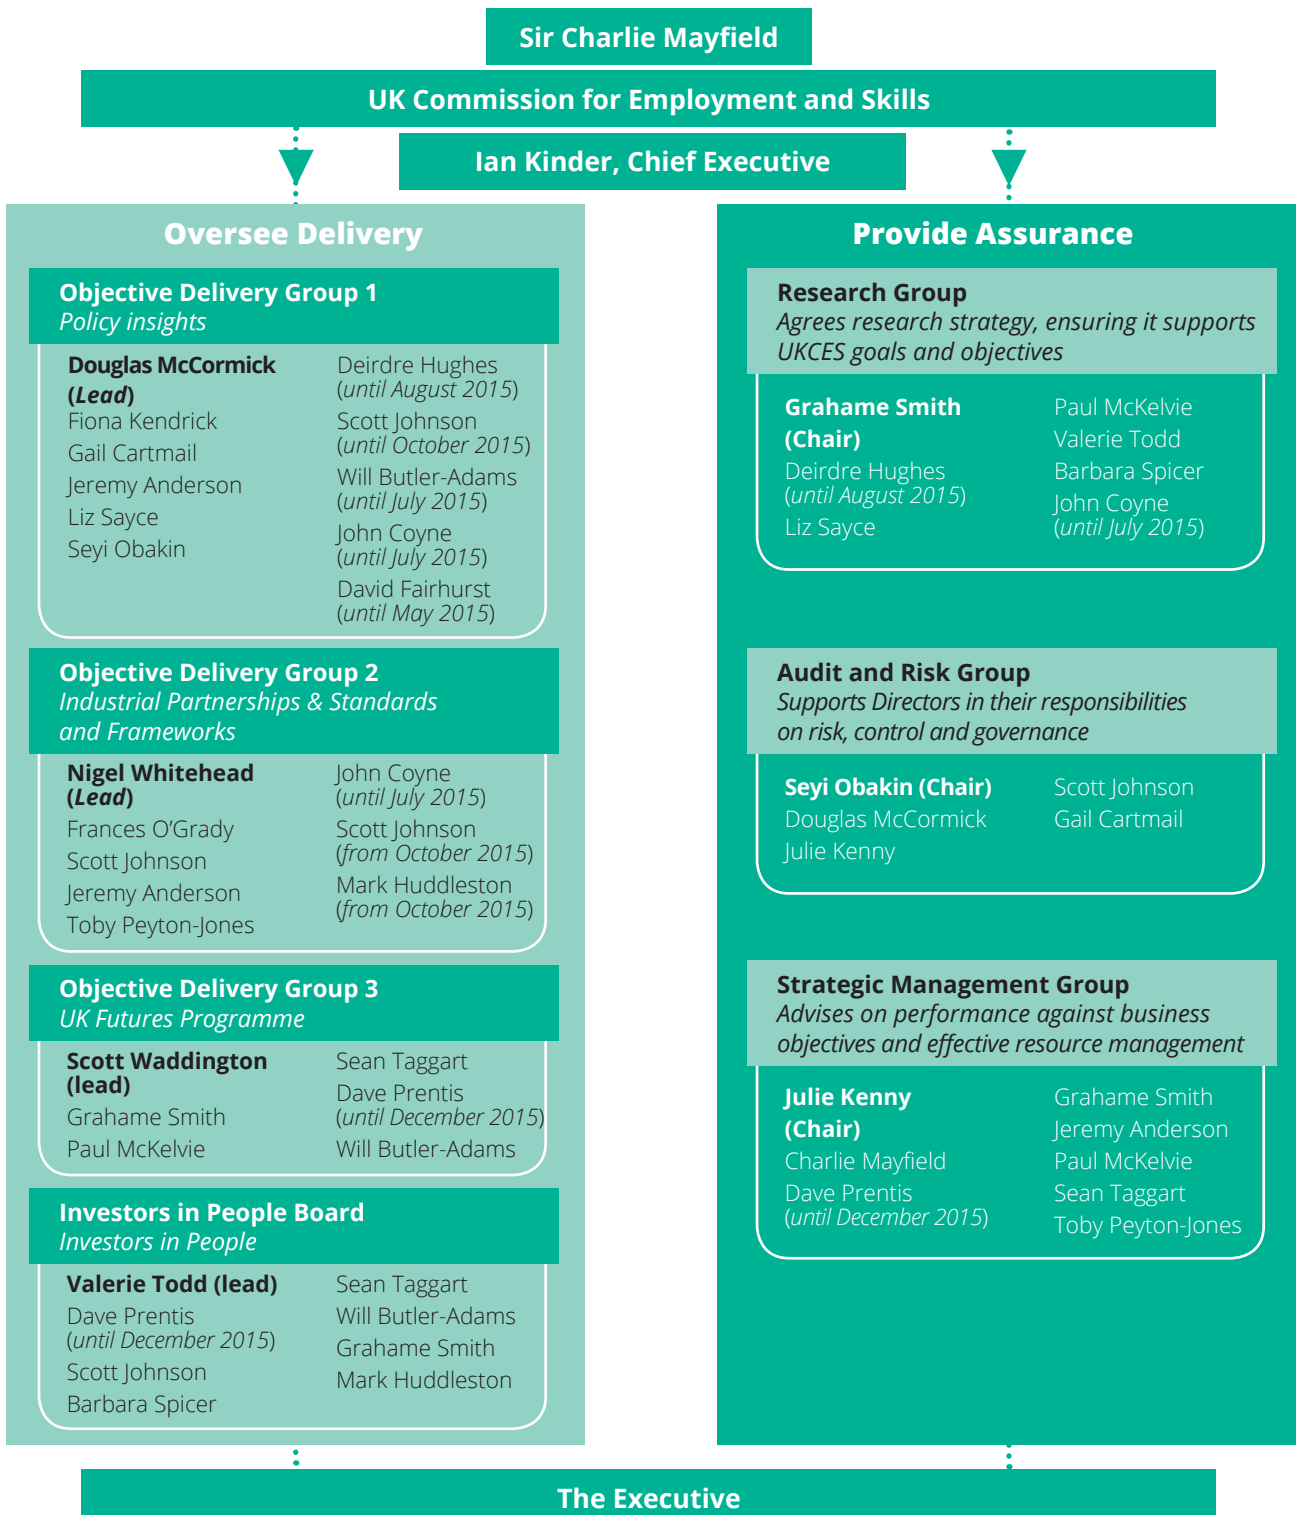 Sir Charlie Mayfield
UK Commission for Employment and Skills
Ian Kinder, Chief Executive
Oversee Delivery
Objective Delivery Group 1
Policy insights
Douglas McCormick
(Lead)
Fiona Kendrick
Gail Cartmail
Jeremy Anderson
Liz Sayce
Seyi Obakin
Deirdre Hughes
(until August 2015)
Scott Johnson
(until October 2015)
Will Butler-Adams
(until July 2015)
John Coyne
(until July 2015)
David Fairhurst
(until May 2015)
Objective Delivery Group 2
Industrial Partnerships & Standards
and Frameworks
Nigel Whitehead
(Lead)
Frances O'Grady
Scott Johnson
Jeremy Anderson
Toby Peyton-Jones
John Coyne
(until July 2015)
Scott Johnson
(from October 2015)
Mark Huddleston
(from October 2015)
Objective Delivery Group 3
UK Futures Programme
Scott Waddington
(lead)
Grahame Smith
Paul McKelvie
Sean Taggart
Dave Prentis
(until December 2015)
Will Butler-Adams
Investors in People Board
Investors in People
Valerie Todd (lead)
Dave Prentis
(until December 2015)
Scott Johnson
Barbara Spicer
Sean Taggart
Will Butler-Adams
Grahame Smith
Mark Huddleston
Provide Assurance
Research Group
Agrees research strategy, ensuring it supports
UKCES goals and objectives
Grahame Smith
(Chair)
Deirdre Hughes
(until August 2015)
Liz Sayce
Paul McKelvie
Valerie Todd
Barbara Spicer
John Coyne
(until July 2015)
Audit and Risk Group
Supports Directors in their responsibilities
on risk, control and governance
Seyi Obakin (Chair)
Douglas McCormick
Julie Kenny
Scott Johnson
Gail Cartmail
Strategic Management Group
Advises on performance against business
objectives and effective resource management
Julie Kenny
(Chair)
Charlie Mayfield
Dave Prentis
(until December 2015)
Grahame Smith
Jeremy Anderson
Paul McKelvie
Sean Taggart
Toby Peyton-Jones
The Executive